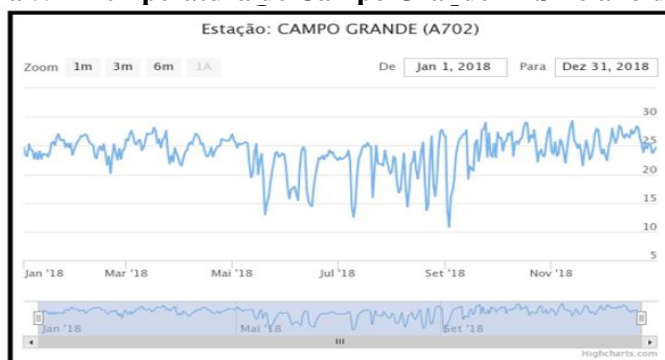 Estação: CAMPO GRANDE (A702)
Zoom 1m 3m 6m 1A De Jan 1, 2018 Para Dez 31, 2018
30
25
20
15
10
5
Jan '18 Mar '18 Mai '18 Jul '18 Set '18 Nov '18
Jan '18 Mai '18 Set '18
Highcharts.com